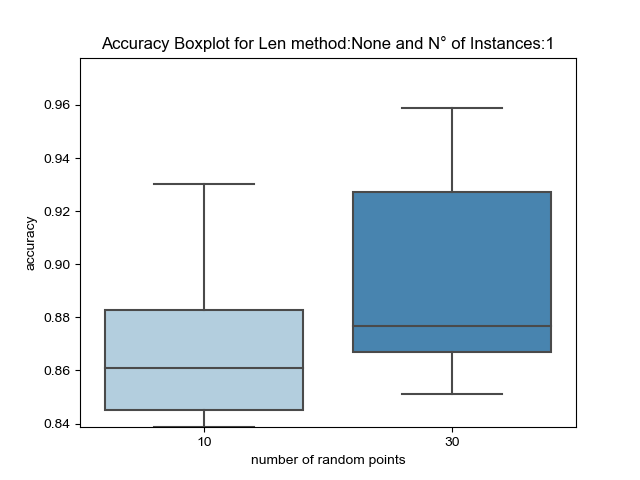 Accuracy Boxplot for Len method:None and N° of Instances:1
0.96
0.94
0.92
0.90
0.88
0.86
0.84
accuracy
10 30
number of random points